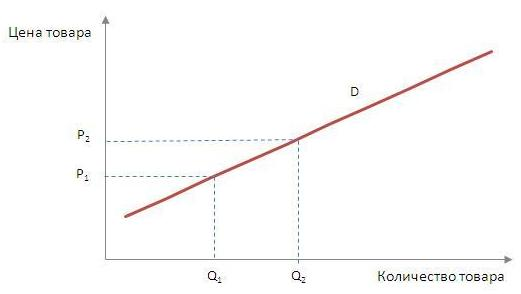 Цена товара
D
P₂
P₁
Q₁
Q₂
Количество товара